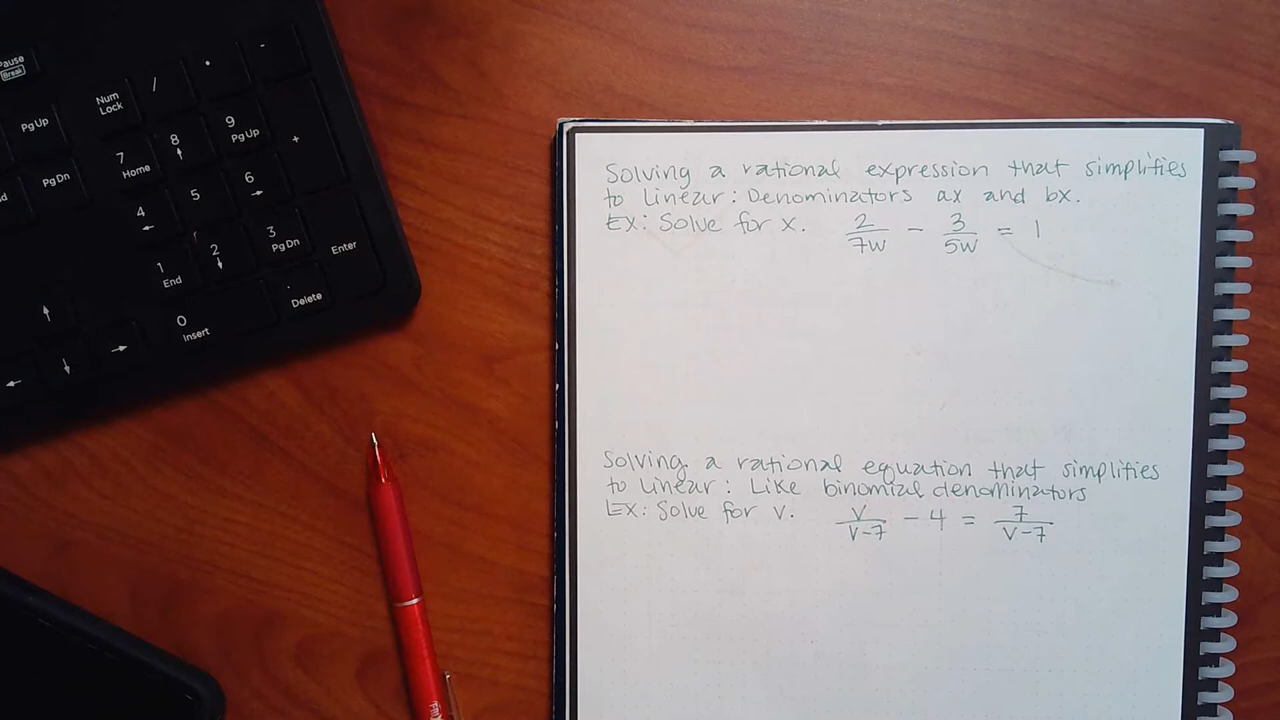 Pause
Break
PgUp
PgDn
Num Lock
/
*
-
7 Home
8
9 PgUp
+
4
5
6
1 End
2
3 PgDn
Enter
0 Insert
. Delete
Solving a rational expression that simplifies
to linear: Denominators ax and bx.
Ex: Solve for x. 2/7w - 3/5w = 1
Solving a rational equation that simplifies
to linear: Like binomial denominators
Ex: Solve for v. v/v-7 - 4 = 7/v-7